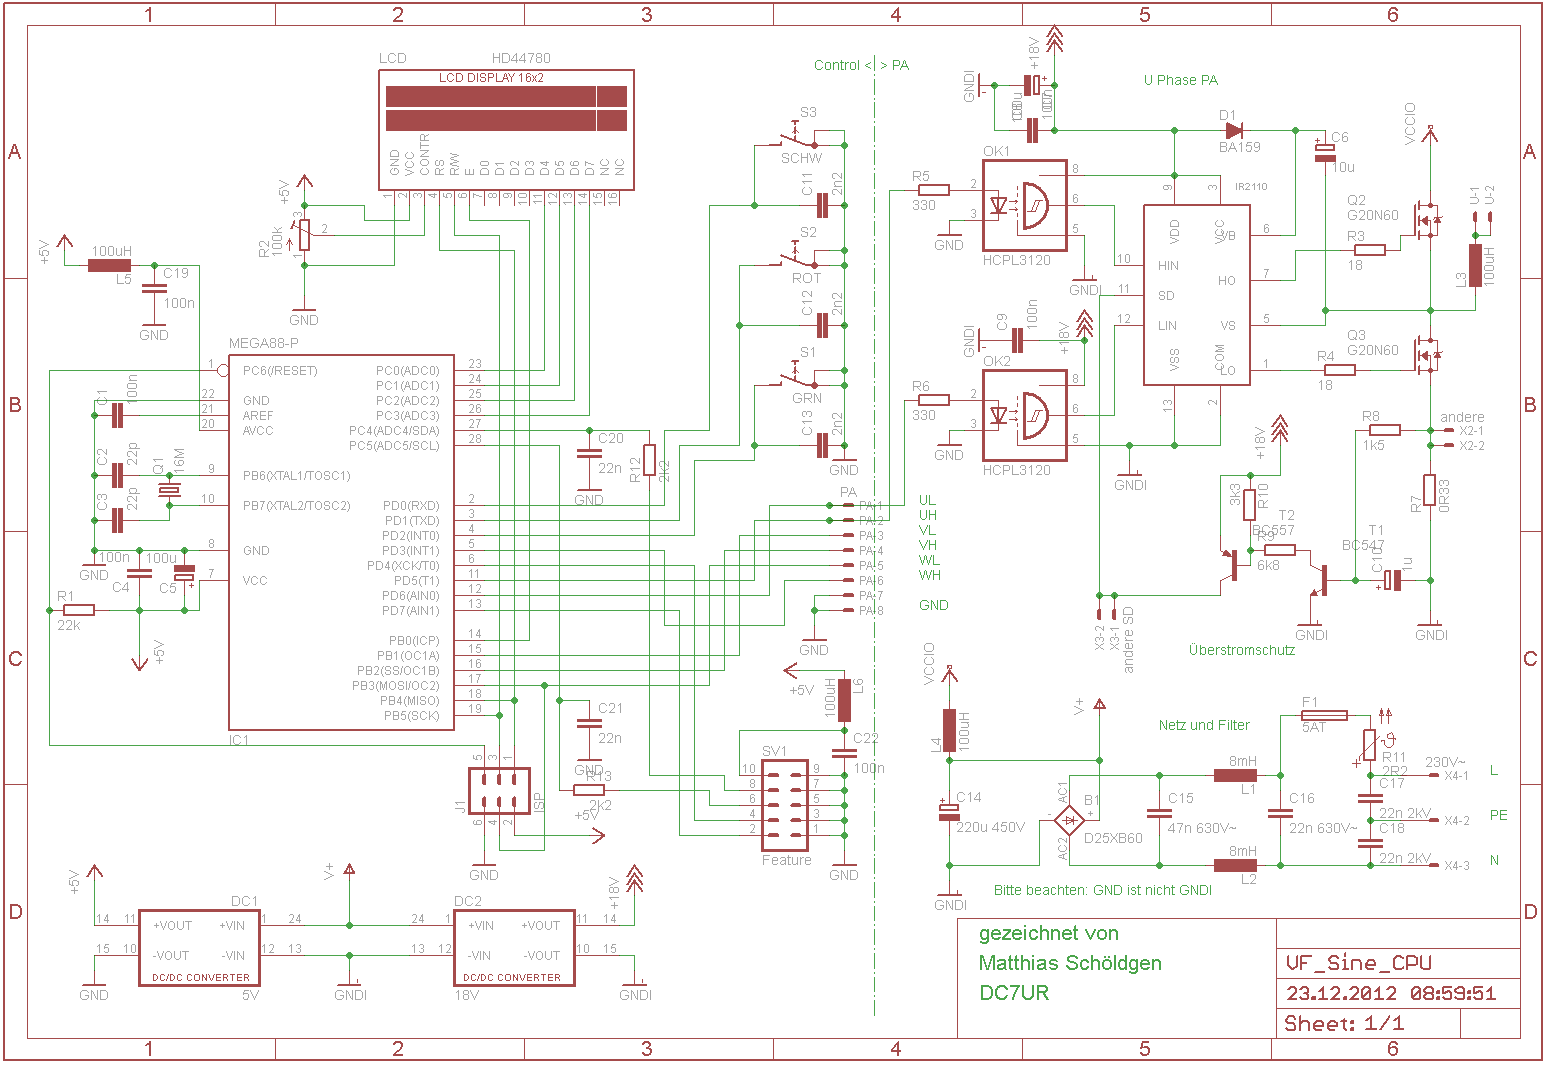 1 2 3 4 5 6
A
B
C
D
LCD HD44780
LCD DISPLAY 16x2
GND VCC CONTR RS R/W E D0 D1 D2 D3 D4 D5 D6 D7 NC NC
1 2 3 4 5 6 7 8 9 10 11 12 13 14 15 16
Control < | > PA
U Phase PA
+5V
R2
100k
3
2
1
GND
+5V
100uH
L5
C19
100n
GND
MEGA88-P
1 PC6(/RESET)
22 GND
21 AREF
20 AVCC
9 PB6(XTAL1/TOSC1)
10 PB7(XTAL2/TOSC2)
8 GND
7 VCC
PC0(ADC0) 23
PC1(ADC1) 24
PC2(ADC2) 25
PC3(ADC3) 26
PC4(ADC4/SDA) 27
PC5(ADC5/SCL) 28
PD0(RXD) 2
PD1(TXD) 3
PD2(INT0) 4
PD3(INT1) 5
PD4(XCK/T0) 6
PD5(T1) 11
PD6(AIN0) 12
PD7(AIN1) 13
PB0(ICP) 14
PB1(OC1A) 15
PB2(SS/OC1B) 16
PB3(MOSI/OC2) 17
PB4(MISO) 18
PB5(SCK) 19
IC1
C1
100n
C2
22p
C3
22p
Q1
16M
GND
100n
C4
100u
C5
R1
22k
+5V
C20
22n
GND
R12
2k2
C21
22n
GND
R13
2k2
+5V
J1
ISP
5 3 1
6 4 2
GND
S3
SCHW
C11
2n2
S2
ROT
C12
2n2
S1
GRN
C13
2n2
GND
PA
PA-1
PA-2
PA-3
PA-4
PA-5
PA-6
PA-7
PA-8
UL
UH
VL
VH
WL
WH
GND
GND
+5V
100uH
L6
C22
100n
SV1
10 9
8 7
6 5
4 3
2 1
Feature
GND
GNDI
+18V
OK1
R5
330
2
3
8
6
5
GND
HCPL3120
GNDI
GNDI
C9
100n
+18V
OK2
R6
330
2
3
8
6
5
GND
HCPL3120
D1
BA159
IR2110
9 VDD
3 VCC
VB 6
10 HIN
HO 7
11 SD
12 LIN
VS 5
VSS
COM
LO 1
13
2
GNDI
C6
10u
VCCIO
Q2
G20N60
R3
18
U-1
U-2
L3
100uH
Q3
G20N60
R4
18
R8
1k5
andere
X2-1
X2-2
+18V
3k3
R10
T2
BC557
R9
6k8
T1
BC547
C10
1u
R7
0R33
GNDI
GNDI
X3-2
X3-1
andere SD
Überstromschutz
VCCIO
L4
100uH
V+
C14
220u 450V
GNDI
AC1
AC2
B1
D25XB60
C15
47n 630V~
8mH
L1
8mH
L2
C16
22n 630V~
Netz und Filter
F1
5AT
R11
2R2
230V~
X4-1
L
C17
22n 2kV
X4-2
PE
C18
22n 2kV
X4-3
N
Bitte beachten: GND ist nicht GNDI
+5V
14 11
15 10
GND
DC1
+VOUT +VIN
-VOUT -VIN
DC/DC CONVERTER
5V
1 24
12 13
V+
GNDI
DC2
24 1
13 12
+VIN +VOUT
-VIN -VOUT
DC/DC CONVERTER
18V
11 14
10 15
+18V
GNDI
gezeichnet von
Matthias Schöldgen
DC7UR
VF_Sine_CPU
23.12.2012 08:59:51
Sheet: 1/1
A
B
C
D
1 2 3 4 5 6